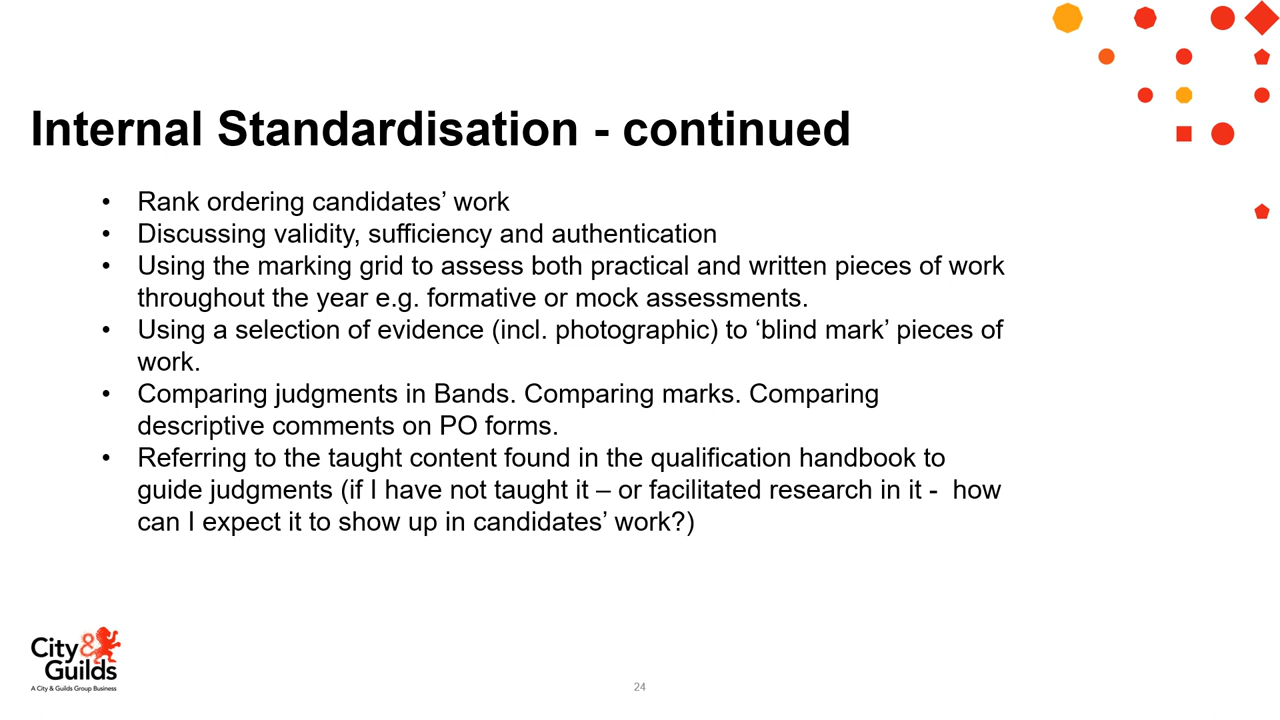 Internal Standardisation - continued
• Rank ordering candidates’ work
• Discussing validity, sufficiency and authentication
• Using the marking grid to assess both practical and written pieces of work
throughout the year e.g. formative or mock assessments.
• Using a selection of evidence (incl. photographic) to ‘blind mark’ pieces of
work.
• Comparing judgments in Bands. Comparing marks. Comparing
descriptive comments on PO forms.
• Referring to the taught content found in the qualification handbook to
guide judgments (if I have not taught it – or facilitated research in it -  how
can I expect it to show up in candidates’ work?)
City&
Guilds
A City & Guilds Group Business
24